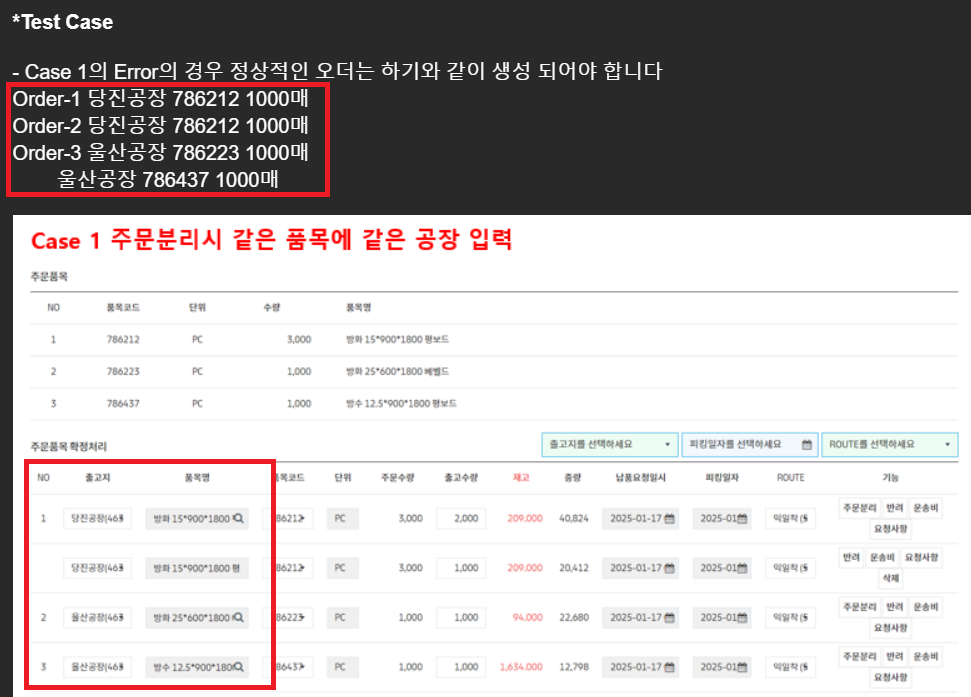 *Test Case
- Case 1의 Error의 경우 정상적인 오더는 하기와 같이 생성 되어야 합니다
Order-1 당진공장 786212 1000매
Order-2 당진공장 786212 1000매
Order-3 울산공장 786223 1000매
울산공장 786437 1000매
Case 1 주문분리시 같은 품목에 같은 공장 입력
주문품목
NO 품목코드 단위 수량 품목명
1 786212 PC 3,000 방화 15*900*1800 평보드
2 786223 PC 1,000 방화 25*600*1800 베벨드
3 786437 PC 1,000 방수 12.5*900*1800 평보드
주문품목 확정처리 출고지를 선택하세요 피킹일자를 선택하세요 ROUTE를 선택하세요
NO 출고지 품목명 목코드 단위 주문수량 출고수량 재고 중량 납품요청일시 피킹일자 ROUTE 기능
1 당진공장(46 방화 15*900*1800 6212 PC 3,000 2,000 209.000 40,824 2025-01-17 2025-01 익일착 ( 주문분리 반려 운송비
요청사항
당진공장(46 방화 15*900*1800 평 6212 PC 3,000 1,000 209.000 20,412 2025-01-17 2025-01 익일착 ( 반려 운송비 요청사항
삭제
2 울산공장(46 방화 25*600*1800 6223 PC 1,000 1,000 94.000 22,680 2025-01-17 2025-01 익일착 ( 주문분리 반려 운송비
요청사항
3 울산공장(46 방수 12.5*900*180 6437 PC 1,000 1,000 1,634.000 12,798 2025-01-17 2025-01 익일착 ( 주문분리 반려 운송비
요청사항